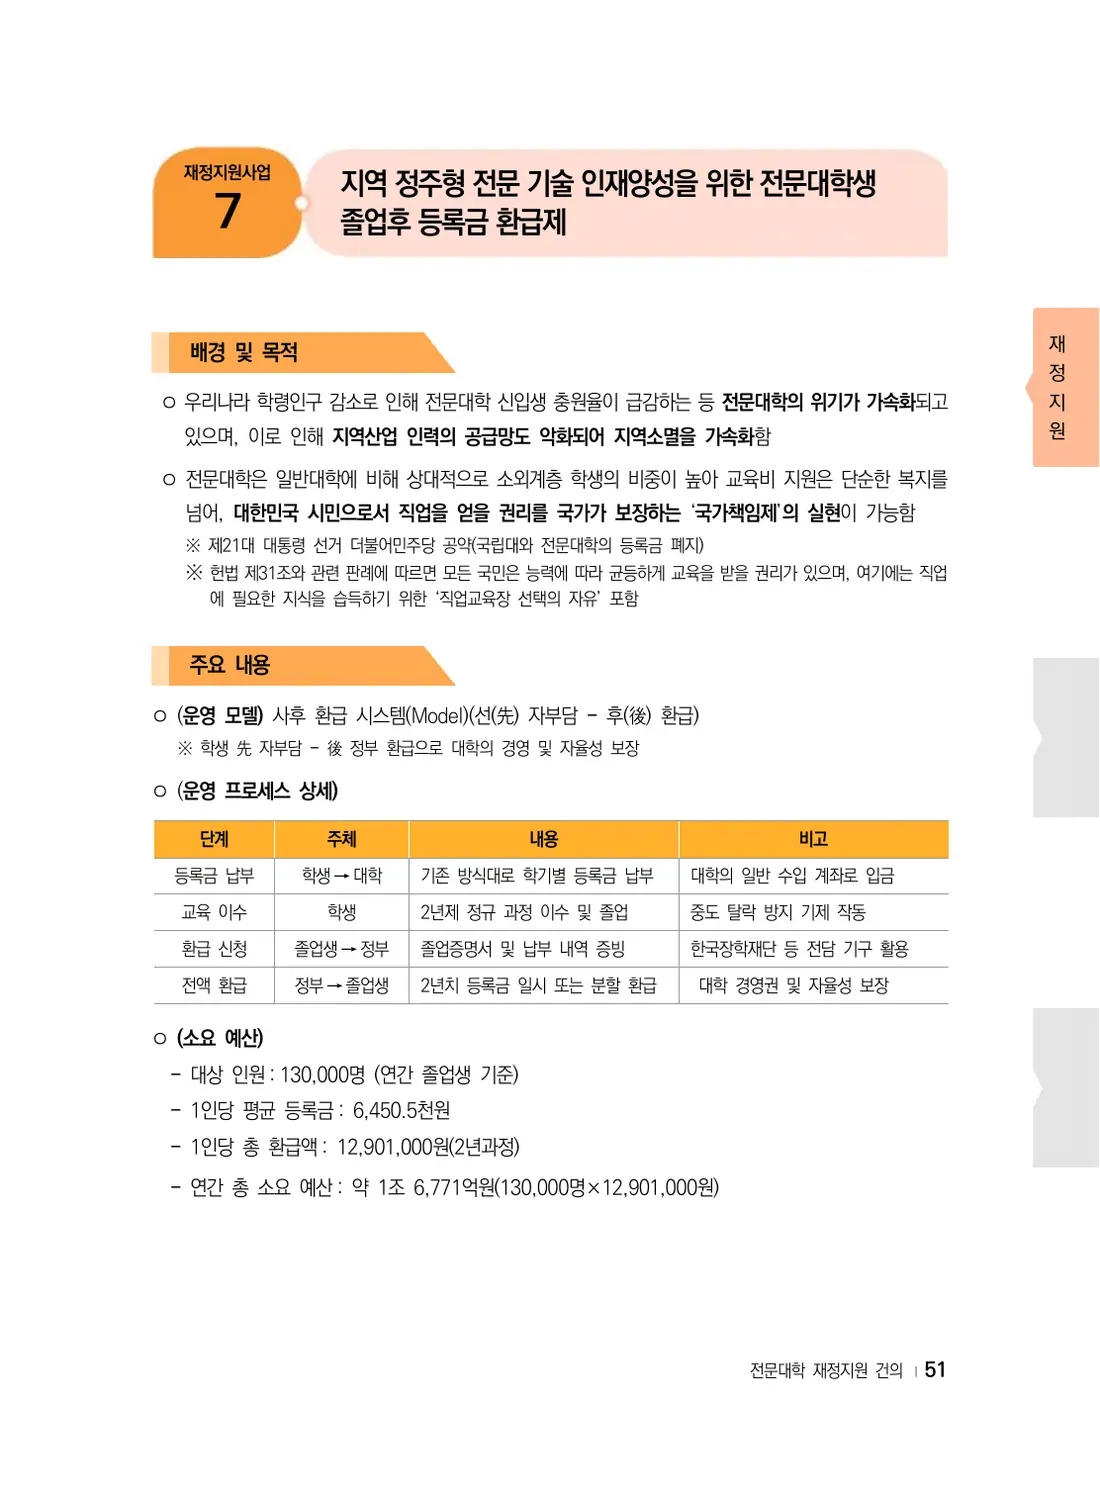 재정지원사업
7
지역 정주형 전문 기술 인재양성을 위한 전문대학생
졸업후 등록금 환급제
재
정
지
원
배경 및 목적
○ 우리나라 학령인구 감소로 인해 전문대학 신입생 충원율이 급감하는 등 전문대학의 위기가 가속화되고
있으며, 이로 인해 지역산업 인력의 공급망도 악화되어 지역소멸을 가속화함
○ 전문대학은 일반대학에 비해 상대적으로 소외계층 학생의 비중이 높아 교육비 지원은 단순한 복지를
넘어, 대한민국 시민으로서 직업을 얻을 권리를 국가가 보장하는 ‘국가책임제’의 실현이 가능함
※ 제21대 대통령 선거 더불어민주당 공약(국립대와 전문대학의 등록금 폐지)
※ 헌법 제31조와 관련 판례에 따르면 모든 국민은 능력에 따라 균등하게 교육을 받을 권리가 있으며, 여기에는 직업
에 필요한 지식을 습득하기 위한 ‘직업교육장 선택의 자유’ 포함
주요 내용
○ (운영 모델) 사후 환급 시스템(Model)(선(先) 자부담 - 후(後) 환급)
※ 학생 先 자부담 - 後 정부 환급으로 대학의 경영 및 자율성 보장
○ (운영 프로세스 상세)
단계 주체 내용 비고
등록금 납부 학생→대학 기존 방식대로 학기별 등록금 납부 대학의 일반 수입 계좌로 입금
교육 이수 학생 2년제 정규 과정 이수 및 졸업 중도 탈락 방지 기제 작동
환급 신청 졸업생→정부 졸업증명서 및 납부 내역 증빙 한국장학재단 등 전담 기구 활용
전액 환급 정부→졸업생 2년치 등록금 일시 또는 분할 환급 대학 경영권 및 자율성 보장
○ (소요 예산)
- 대상 인원 : 130,000명 (연간 졸업생 기준)
- 1인당 평균 등록금 : 6,450.5천원
- 1인당 총 환급액 : 12,901,000원(2년과정)
- 연간 총 소요 예산 : 약 1조 6,771억원(130,000명×12,901,000원)
전문대학 재정지원 건의 | 51